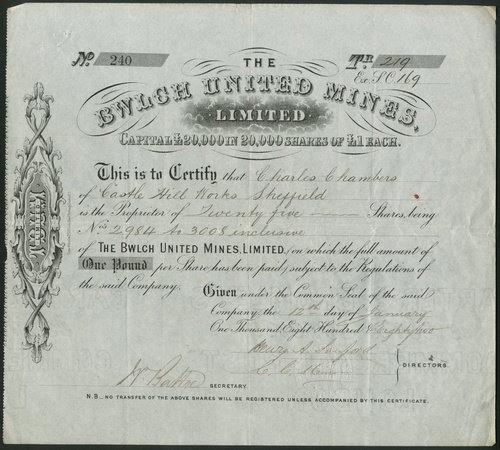 No. 240
Tr. 219
Ex. S.C. 169
THE
BWLCH UNITED MINES,
LIMITED
CAPITAL £20,000 IN 20,000 SHARES OF £1 EACH.
This is to Certify that Charles Chambers
of Castle Hill Works Sheffield
is the Proprietor of Twenty five Shares, being
Nos 2984 to 3008 inclusive
of THE BWLCH UNITED MINES, LIMITED, on which the full amount of
One Pound per Share has been paid, subject to the Regulations of
the said Company.
Given under the Common Seal of the said
Company, the 12th day of January
One Thousand Eight Hundred & Eighty two
DIRECTORS.
SECRETARY.
N.B._ NO TRANSFER OF THE ABOVE SHARES WILL BE REGISTERED UNLESS ACCOMPANIED BY THIS CERTIFICATE.